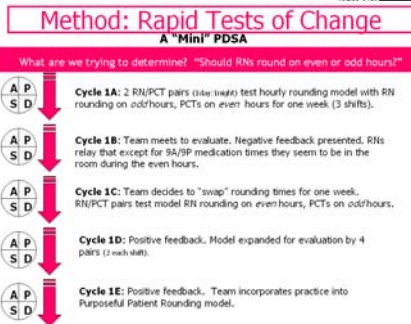 Method: Rapid Tests of Change
A "Mini" PDSA
What are we trying to determine? "Should RNs round on even or odd hours?"
A P
S D
Cycle 1A: 2 RN/PCT pairs (1day/1night) test hourly rounding model with RN
rounding on odd hours, PCTs on even hours for one week (3 shifts).
A P
S D
Cycle 1B: Team meets to evaluate. Negative feedback presented. RNs
relay that except for 9A/9P medication times they seem to be in the
room during the even hours.
A P
S D
Cycle 1C: Team decides to "swap" rounding times for one week.
RN/PCT pairs test model RN rounding on even hours, PCTs on odd hours.
A P
S D
Cycle 1D: Positive feedback. Model expanded for evaluation by 4
pairs (2 each shift).
A P
S D
Cycle 1E: Positive feedback. Team incorporates practice into
Purposeful Patient Rounding model.